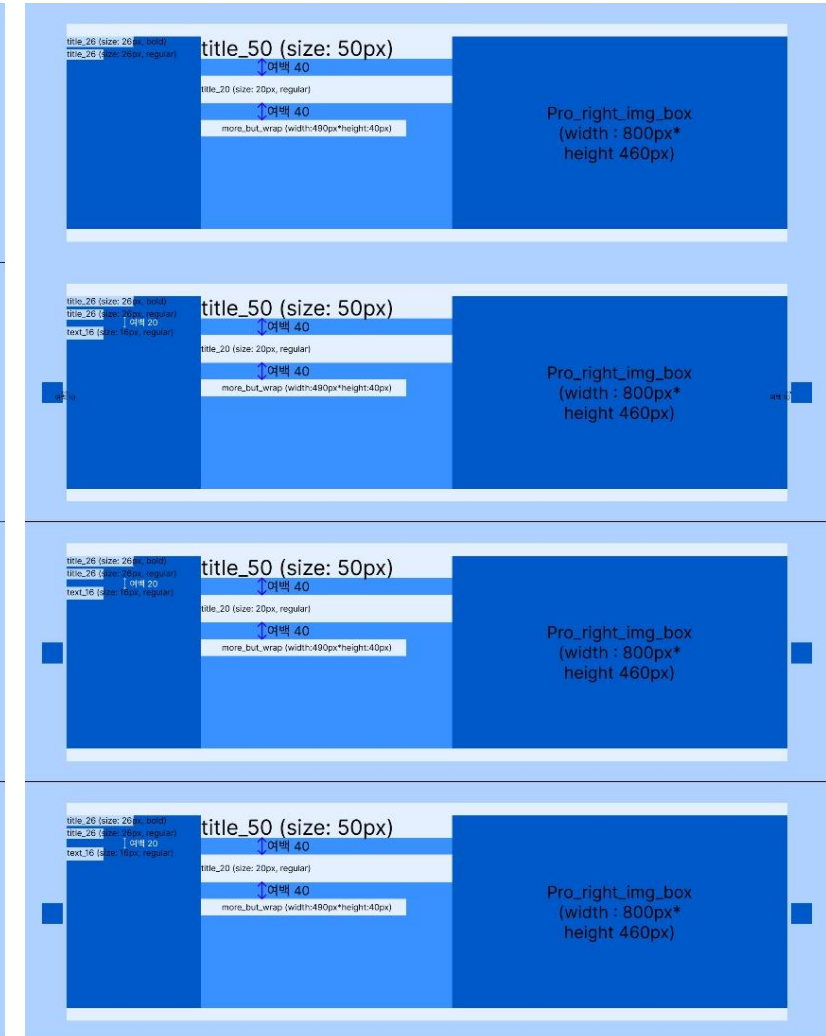 title_26 (size: 26px, bold)
title_26 (size: 26px, regular)
title_50 (size: 50px)
여백 40
title_20 (size: 20px, regular)
여백 40
more_but_wrap (width:490px*height:40px)
Pro_right_img_box
(width : 800px*
height 460px)
title_26 (size: 26px, bold)
title_26 (size: 26px, regular)
여백 20
text_16 (size: 16px, regular)
title_50 (size: 50px)
여백 40
title_20 (size: 20px, regular)
여백 40
more_but_wrap (width:490px*height:40px)
Pro_right_img_box
(width : 800px*
height 460px)
title_26 (size: 26px, bold)
title_26 (size: 26px, regular)
여백 20
text_16 (size: 16px, regular)
title_50 (size: 50px)
여백 40
title_20 (size: 20px, regular)
여백 40
more_but_wrap (width:490px*height:40px)
Pro_right_img_box
(width : 800px*
height 460px)
title_26 (size: 26px, bold)
title_26 (size: 26px, regular)
여백 20
text_16 (size: 16px, regular)
title_50 (size: 50px)
여백 40
title_20 (size: 20px, regular)
여백 40
more_but_wrap (width:490px*height:40px)
Pro_right_img_box
(width : 800px*
height 460px)